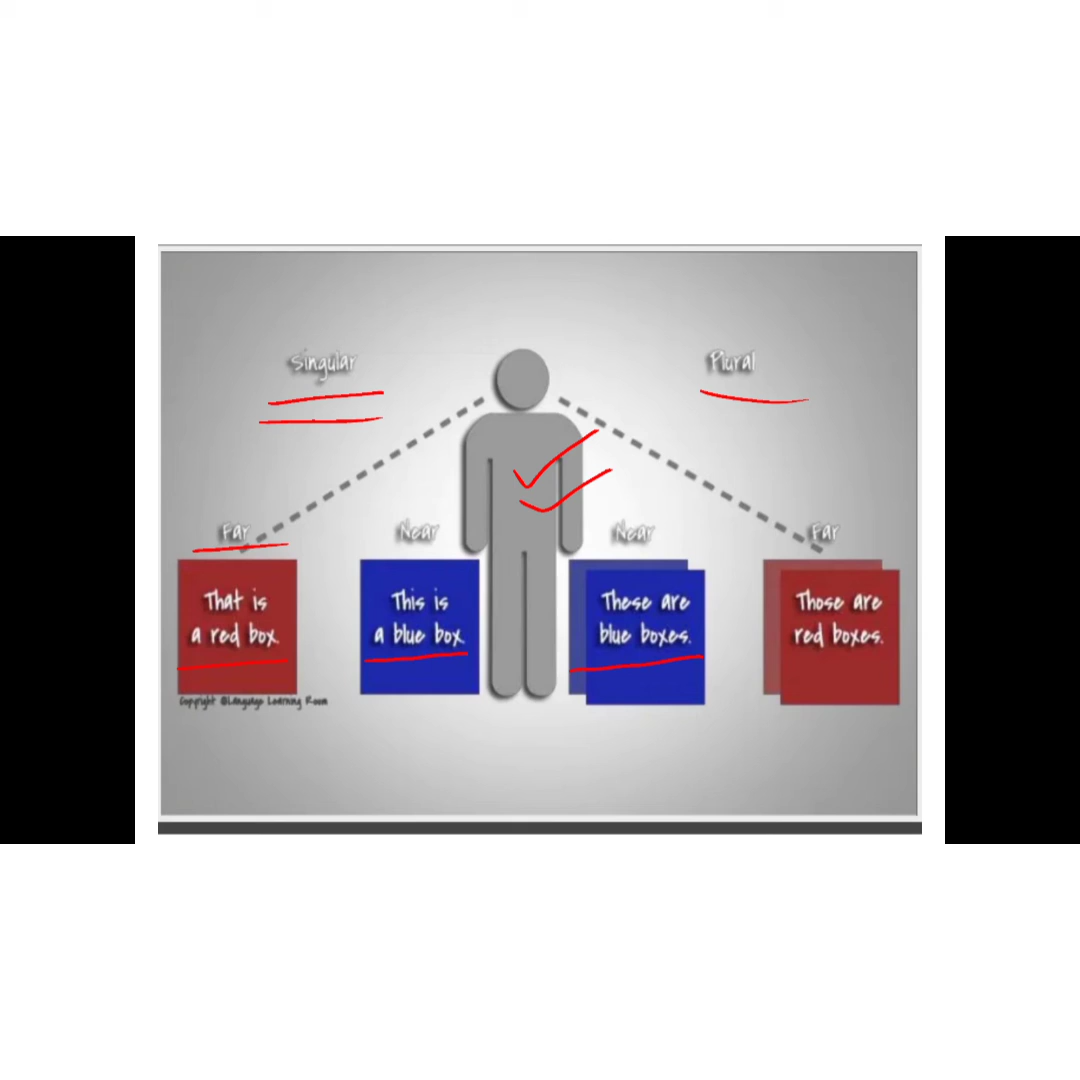 Singular
Plural
Far
Near
Near
Far
That is
a red box.
This is
a blue box.
These are
blue boxes.
Those are
red boxes.
Copyright @Language Learning Room